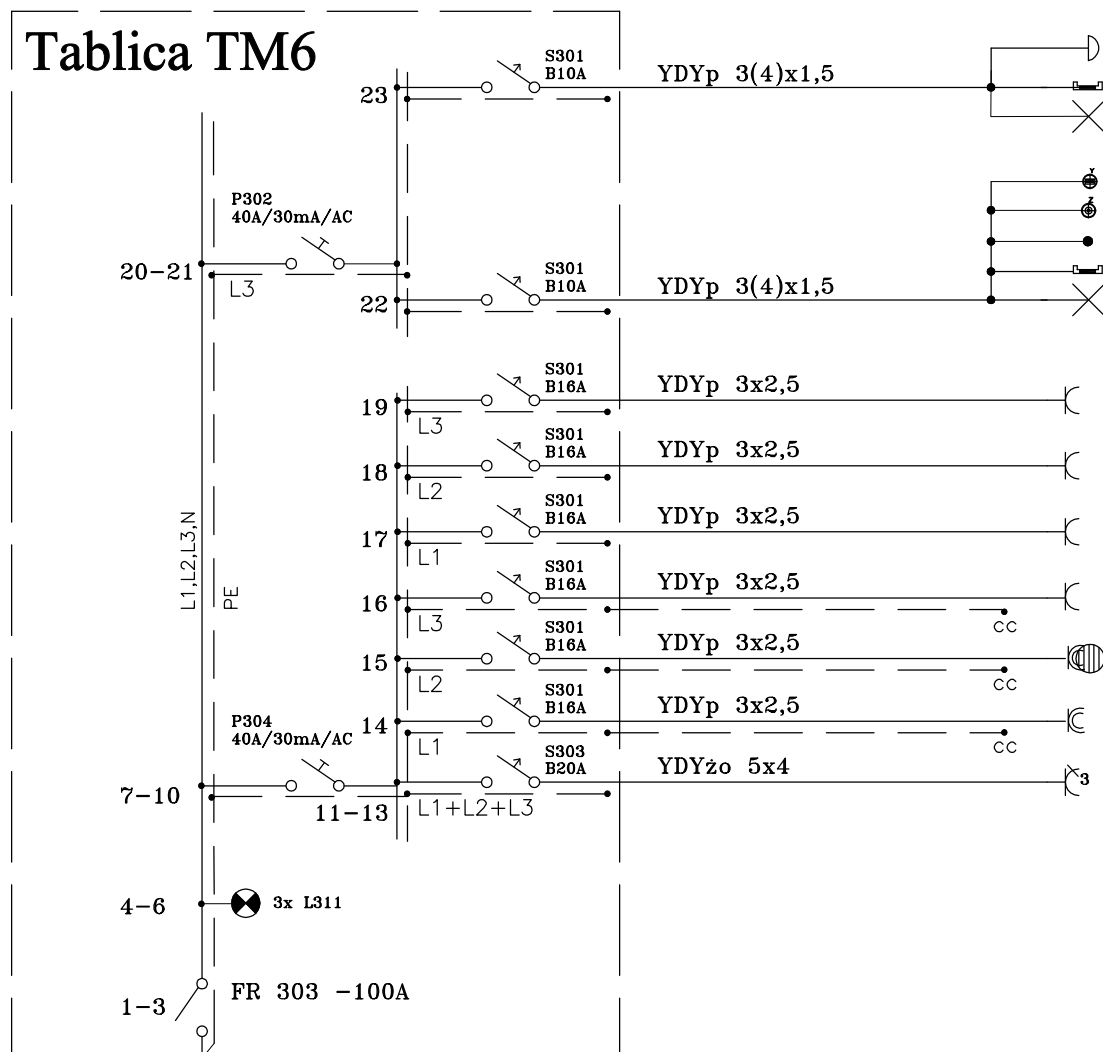 Tablica TM6
S301
B10A
YDYp 3(4)x1,5
23
P302
40A/30mA/AC
20-21
L3
Y
Z
S301
B10A
YDYp 3(4)x1,5
22
S301
B16A
YDYp 3x2,5
19
L3
S301
B16A
YDYp 3x2,5
18
L2
S301
B16A
YDYp 3x2,5
17
L1
L1,L2,L3,N
PE
S301
B16A
YDYp 3x2,5
16
L3
CC
S301
B16A
YDYp 3x2,5
15
L2
CC
S301
B16A
YDYp 3x2,5
14
L1
CC
P304
40A/30mA/AC
7-10
S303
B20A
YDYżo 5x4
3
11-13
L1+L2+L3
4-6
3x L311
1-3
FR 303 -100A